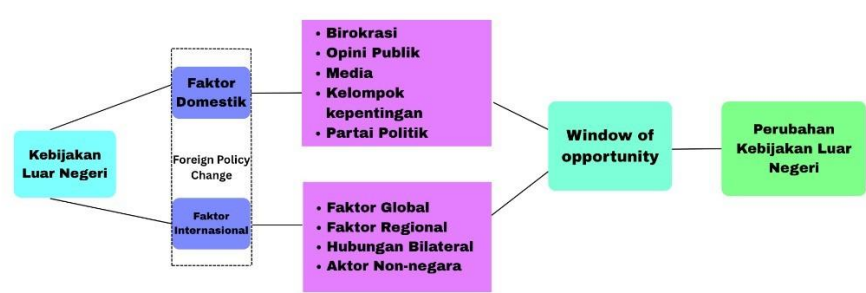 Kebijakan
Luar Negeri
Faktor
Domestik
Foreign Policy
Change
Faktor
Internasional
• Birokrasi
• Opini Publik
• Media
• Kelompok
kepentingan
• Partai Politik
• Faktor Global
• Faktor Regional
• Hubungan Bilateral
• Aktor Non-negara
Window of
opportunity
Perubahan
Kebijakan Luar
Negeri